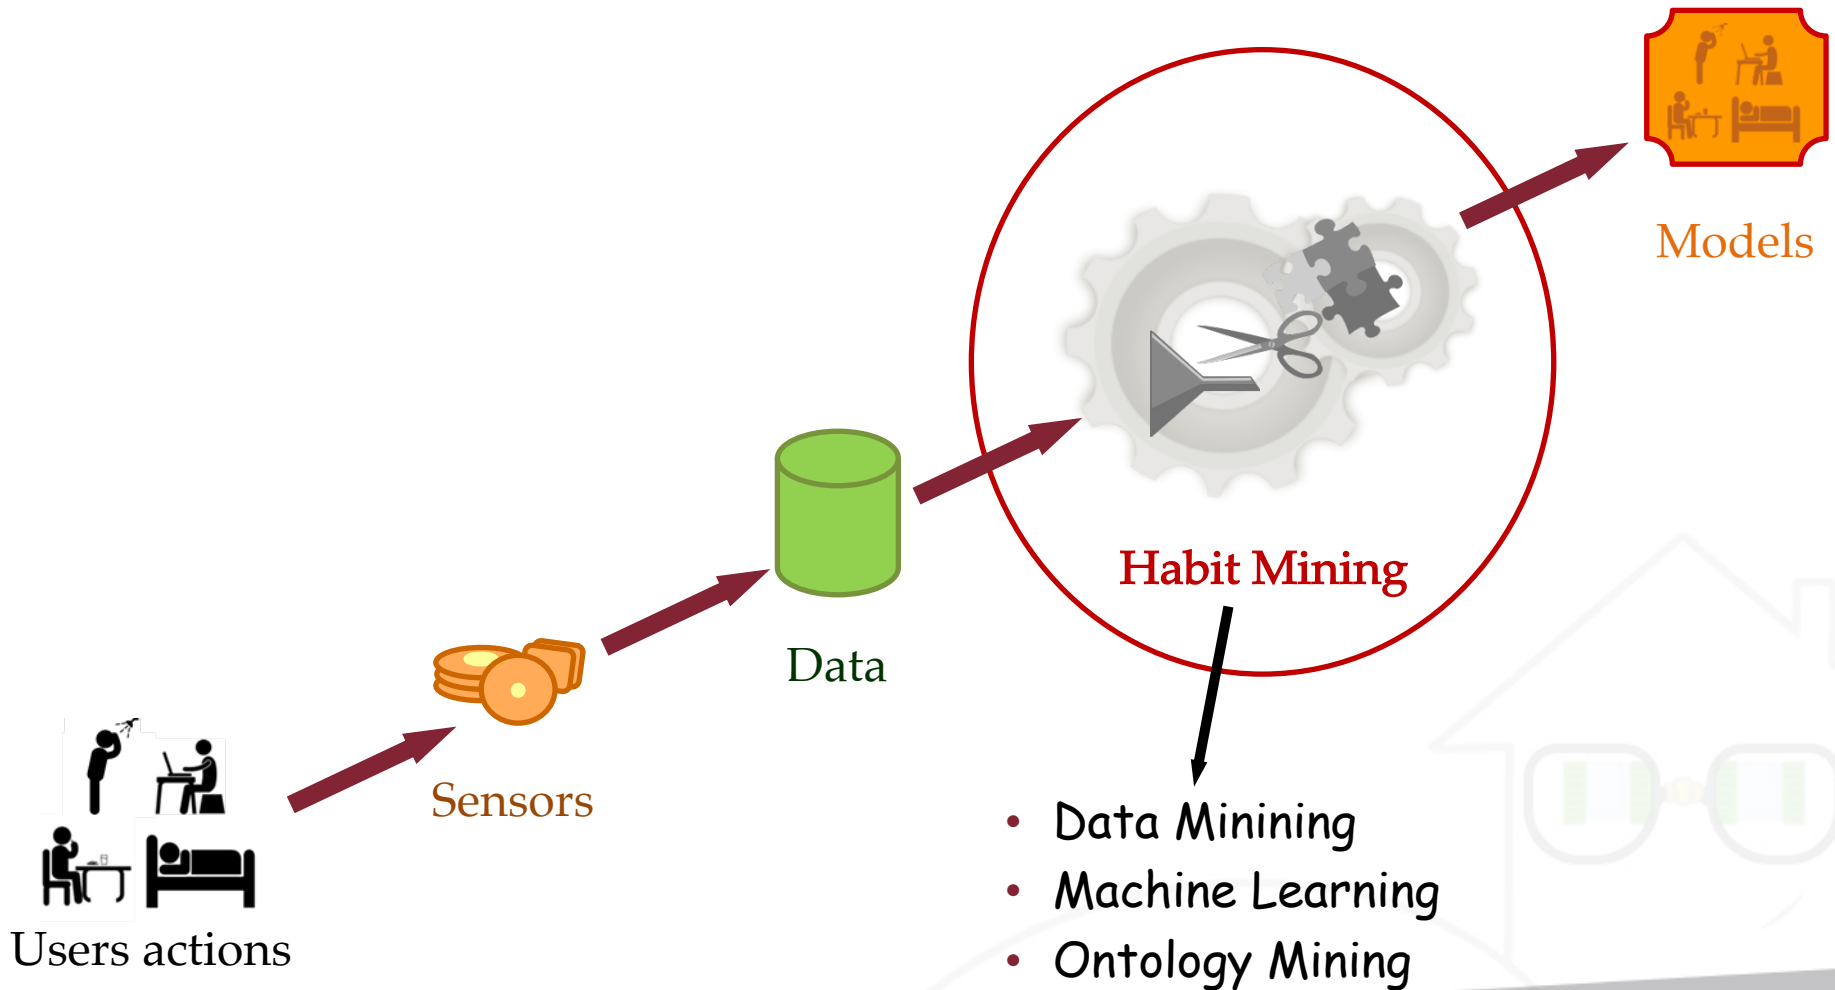 Models
Habit Mining
Data
Sensors
Users actions
• Data Minining
• Machine Learning
• Ontology Mining